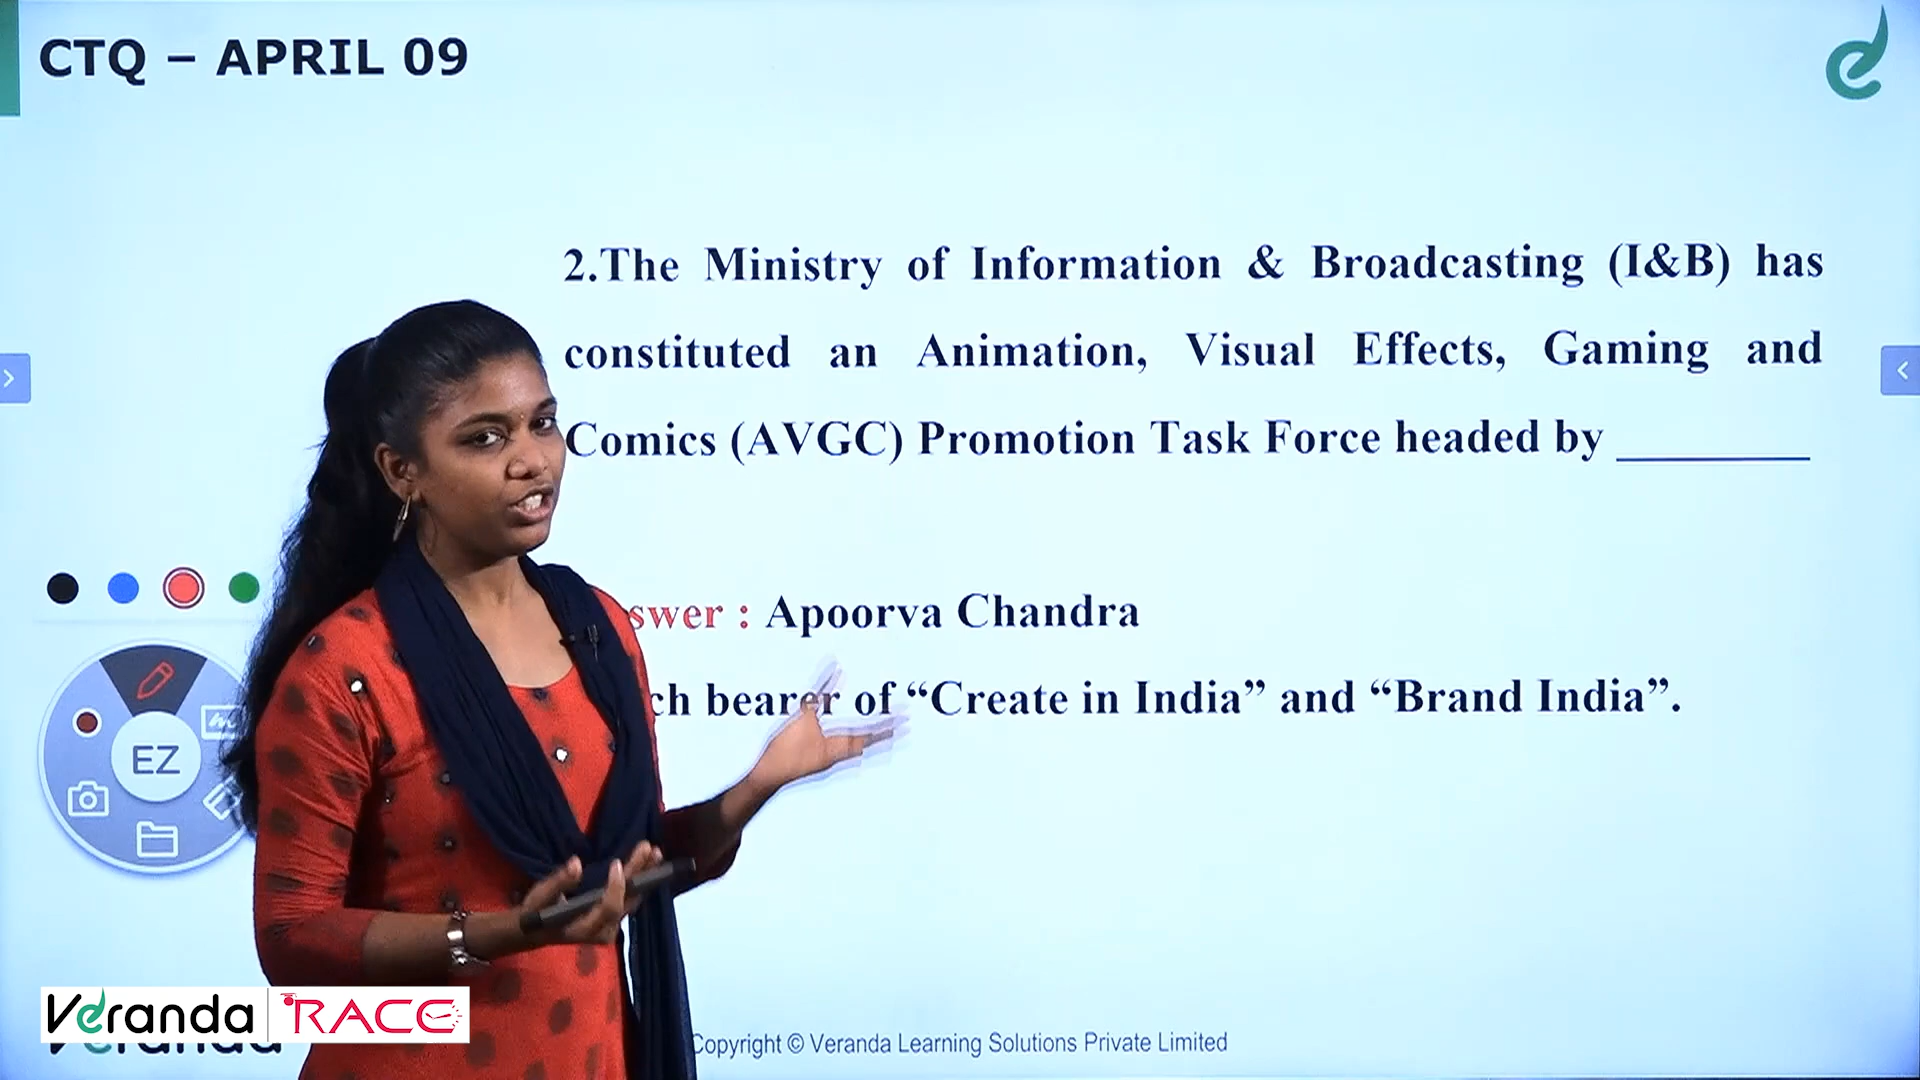 CTQ – APRIL 09
2.The Ministry of Information & Broadcasting (I&B) has
constituted an Animation, Visual Effects, Gaming and
Comics (AVGC) Promotion Task Force headed by ________
swer : Apoorva Chandra
ch bearer of “Create in India” and “Brand India”.
EZ
Veranda RACE
Veranda
Copyright © Veranda Learning Solutions Private Limited